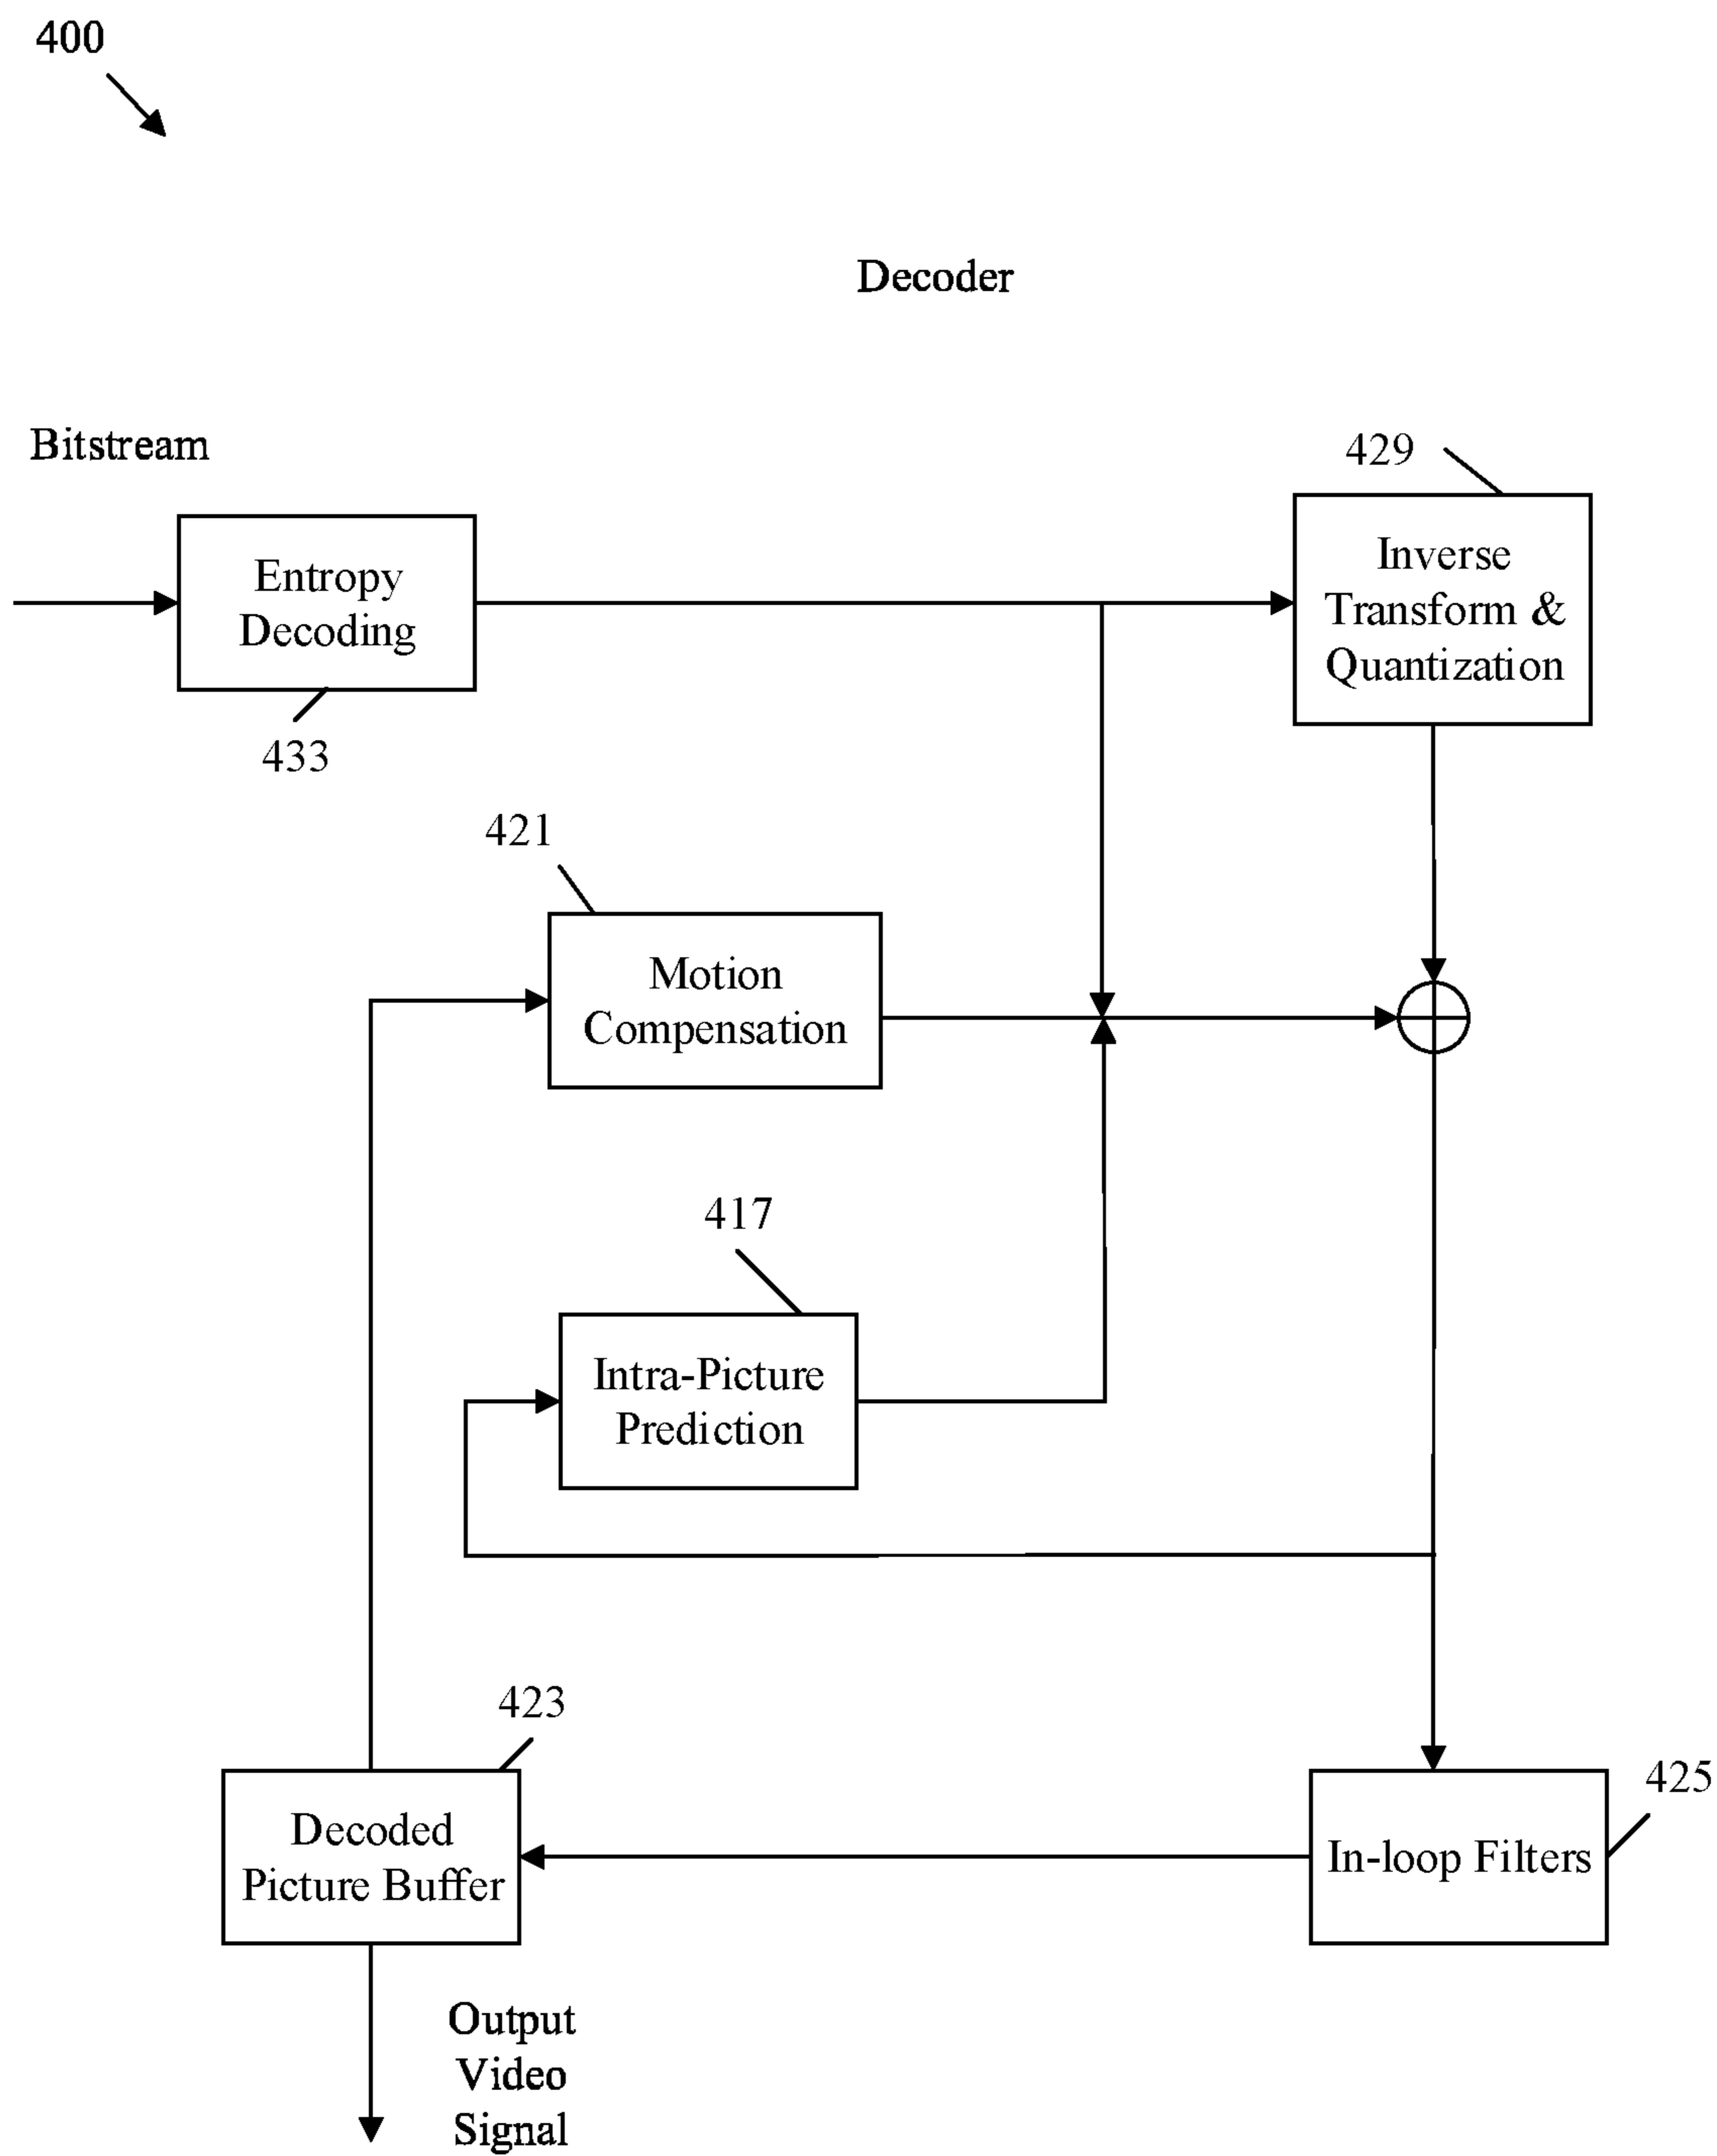 400
Decoder
Bitstream
429
Entropy
Decoding
Inverse
Transform &
Quantization
433
421
Motion
Compensation
417
Intra-Picture
Prediction
423
Decoded
Picture Buffer
425
In-loop Filters
Output
Video
Signal